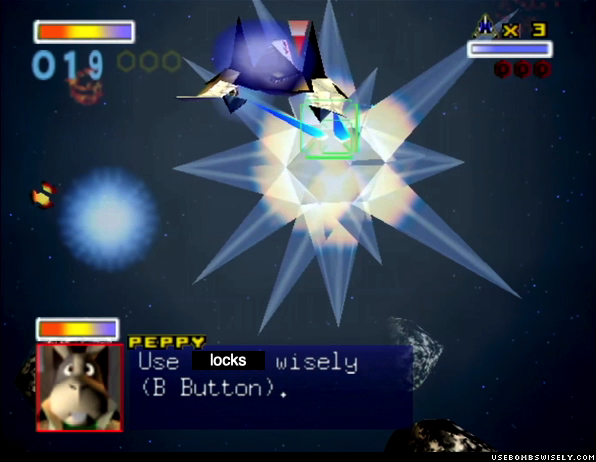 019
x 3
PEPPY
Use locks wisely
(B Button).
USEBOMBSWISELY.COM